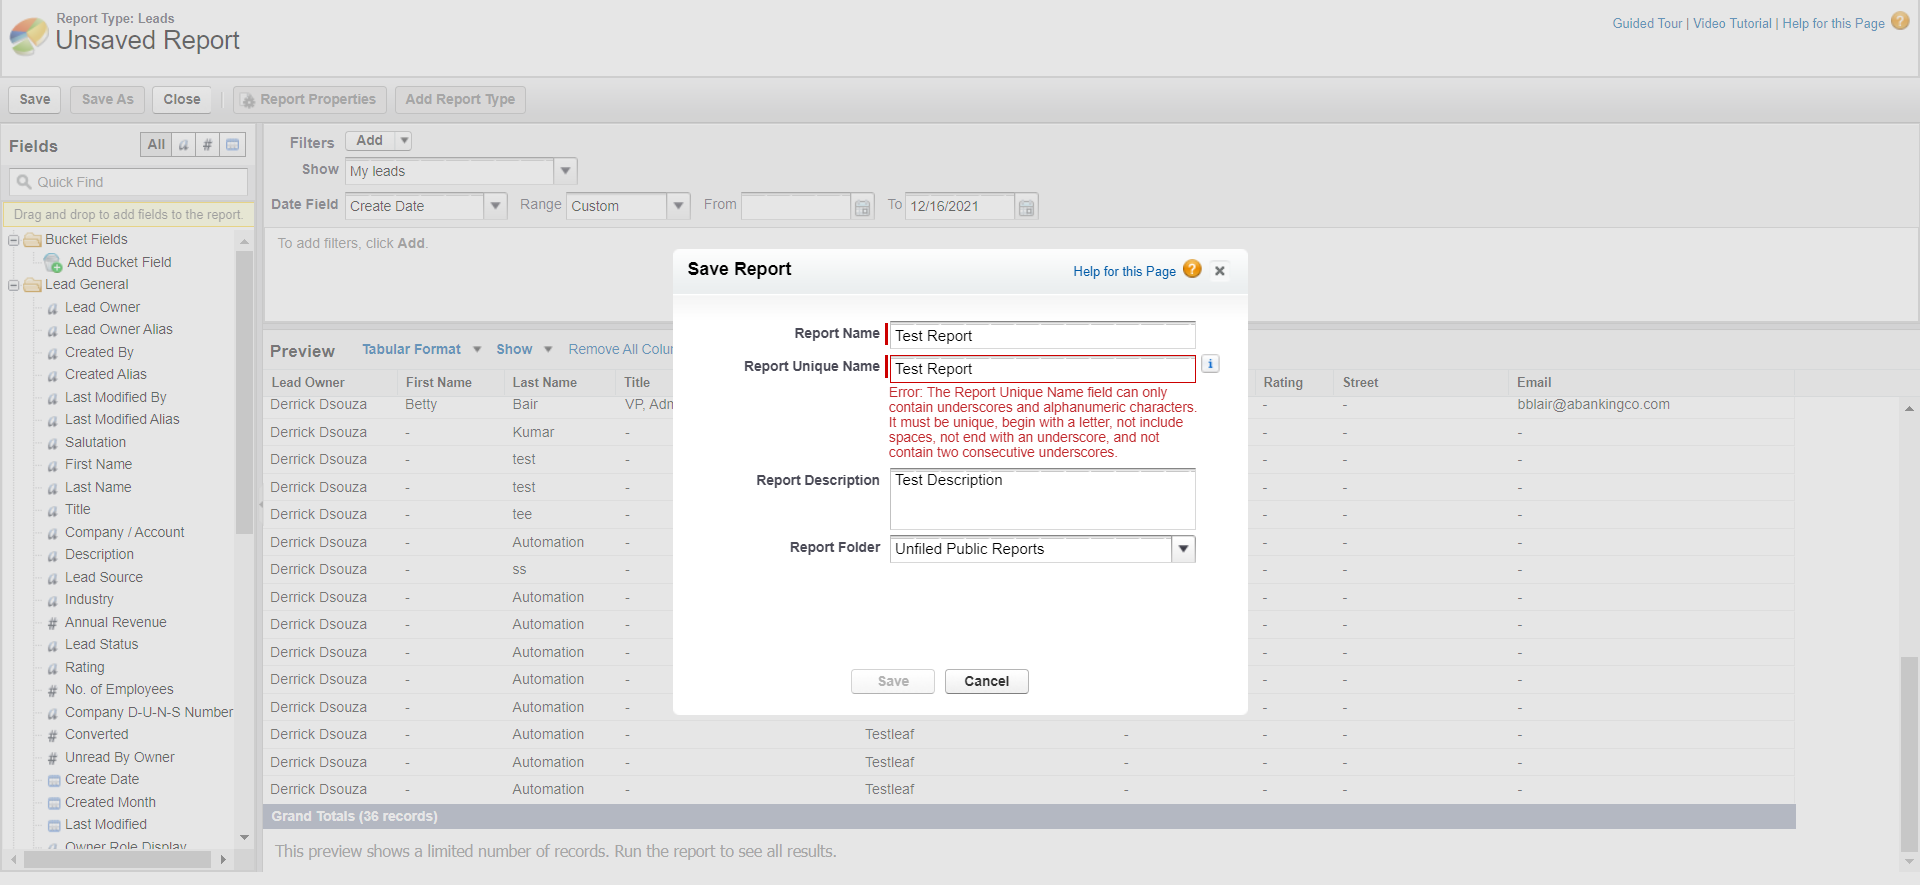 Report Type: Leads
Unsaved Report
Guided Tour | Video Tutorial | Help for this Page ?
Save Save As Close Report Properties Add Report Type
Fields All a #
Quick Find
Drag and drop to add fields to the report.
Bucket Fields
Add Bucket Field
Lead General
a Lead Owner
a Lead Owner Alias
a Created By
a Created Alias
a Last Modified By
a Last Modified Alias
a Salutation
a First Name
a Last Name
a Title
a Company / Account
a Description
a Lead Source
a Industry
# Annual Revenue
a Lead Status
a Rating
# No. of Employees
a Company D-U-N-S Number
# Converted
# Unread By Owner
Create Date
Created Month
Last Modified
Owner Role Display
Filters Add
Show My leads
Date Field Create Date Range Custom From To 12/16/2021
To add filters, click Add.
Preview Tabular Format Show Remove All Colu
Lead Owner First Name Last Name Title Rating Street Email
Derrick Dsouza Betty Bair VP, Adm - - bblair@abankingco.com
Derrick Dsouza - Kumar - - - -
Derrick Dsouza - test - - - -
Derrick Dsouza - test - - - -
Derrick Dsouza - tee - - - -
Derrick Dsouza - Automation - - - -
Derrick Dsouza - ss - - - -
Derrick Dsouza - Automation - - - -
Derrick Dsouza - Automation - - - -
Derrick Dsouza - Automation - - - -
Derrick Dsouza - Automation - - - -
Derrick Dsouza - Automation - - - -
Derrick Dsouza - Automation - Testleaf - - - -
Derrick Dsouza - Automation - Testleaf - - - -
Derrick Dsouza - Automation - Testleaf - - - -
Grand Totals (36 records)
This preview shows a limited number of records. Run the report to see all results.
Save Report Help for this Page ?
Report Name Test Report
Report Unique Name Test Report i
Error: The Report Unique Name field can only
contain underscores and alphanumeric characters.
It must be unique, begin with a letter, not include
spaces, not end with an underscore, and not
contain two consecutive underscores.
Report Description Test Description
Report Folder Unfiled Public Reports
Save Cancel